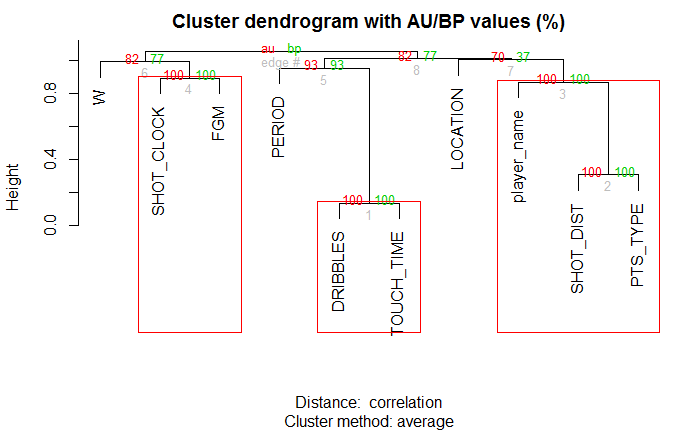 Cluster dendrogram with AU/BP values (%)
au bp
edge #
82 77
6
100 100
4
93 93
5
82 77
8
70 37
7
100 100
3
100 100
2
100 100
1
Height
0.0 0.4 0.8
W
SHOT_CLOCK
FGM
PERIOD
DRIBBLES
TOUCH_TIME
LOCATION
player_name
SHOT_DIST
PTS_TYPE
Distance: correlation
Cluster method: average